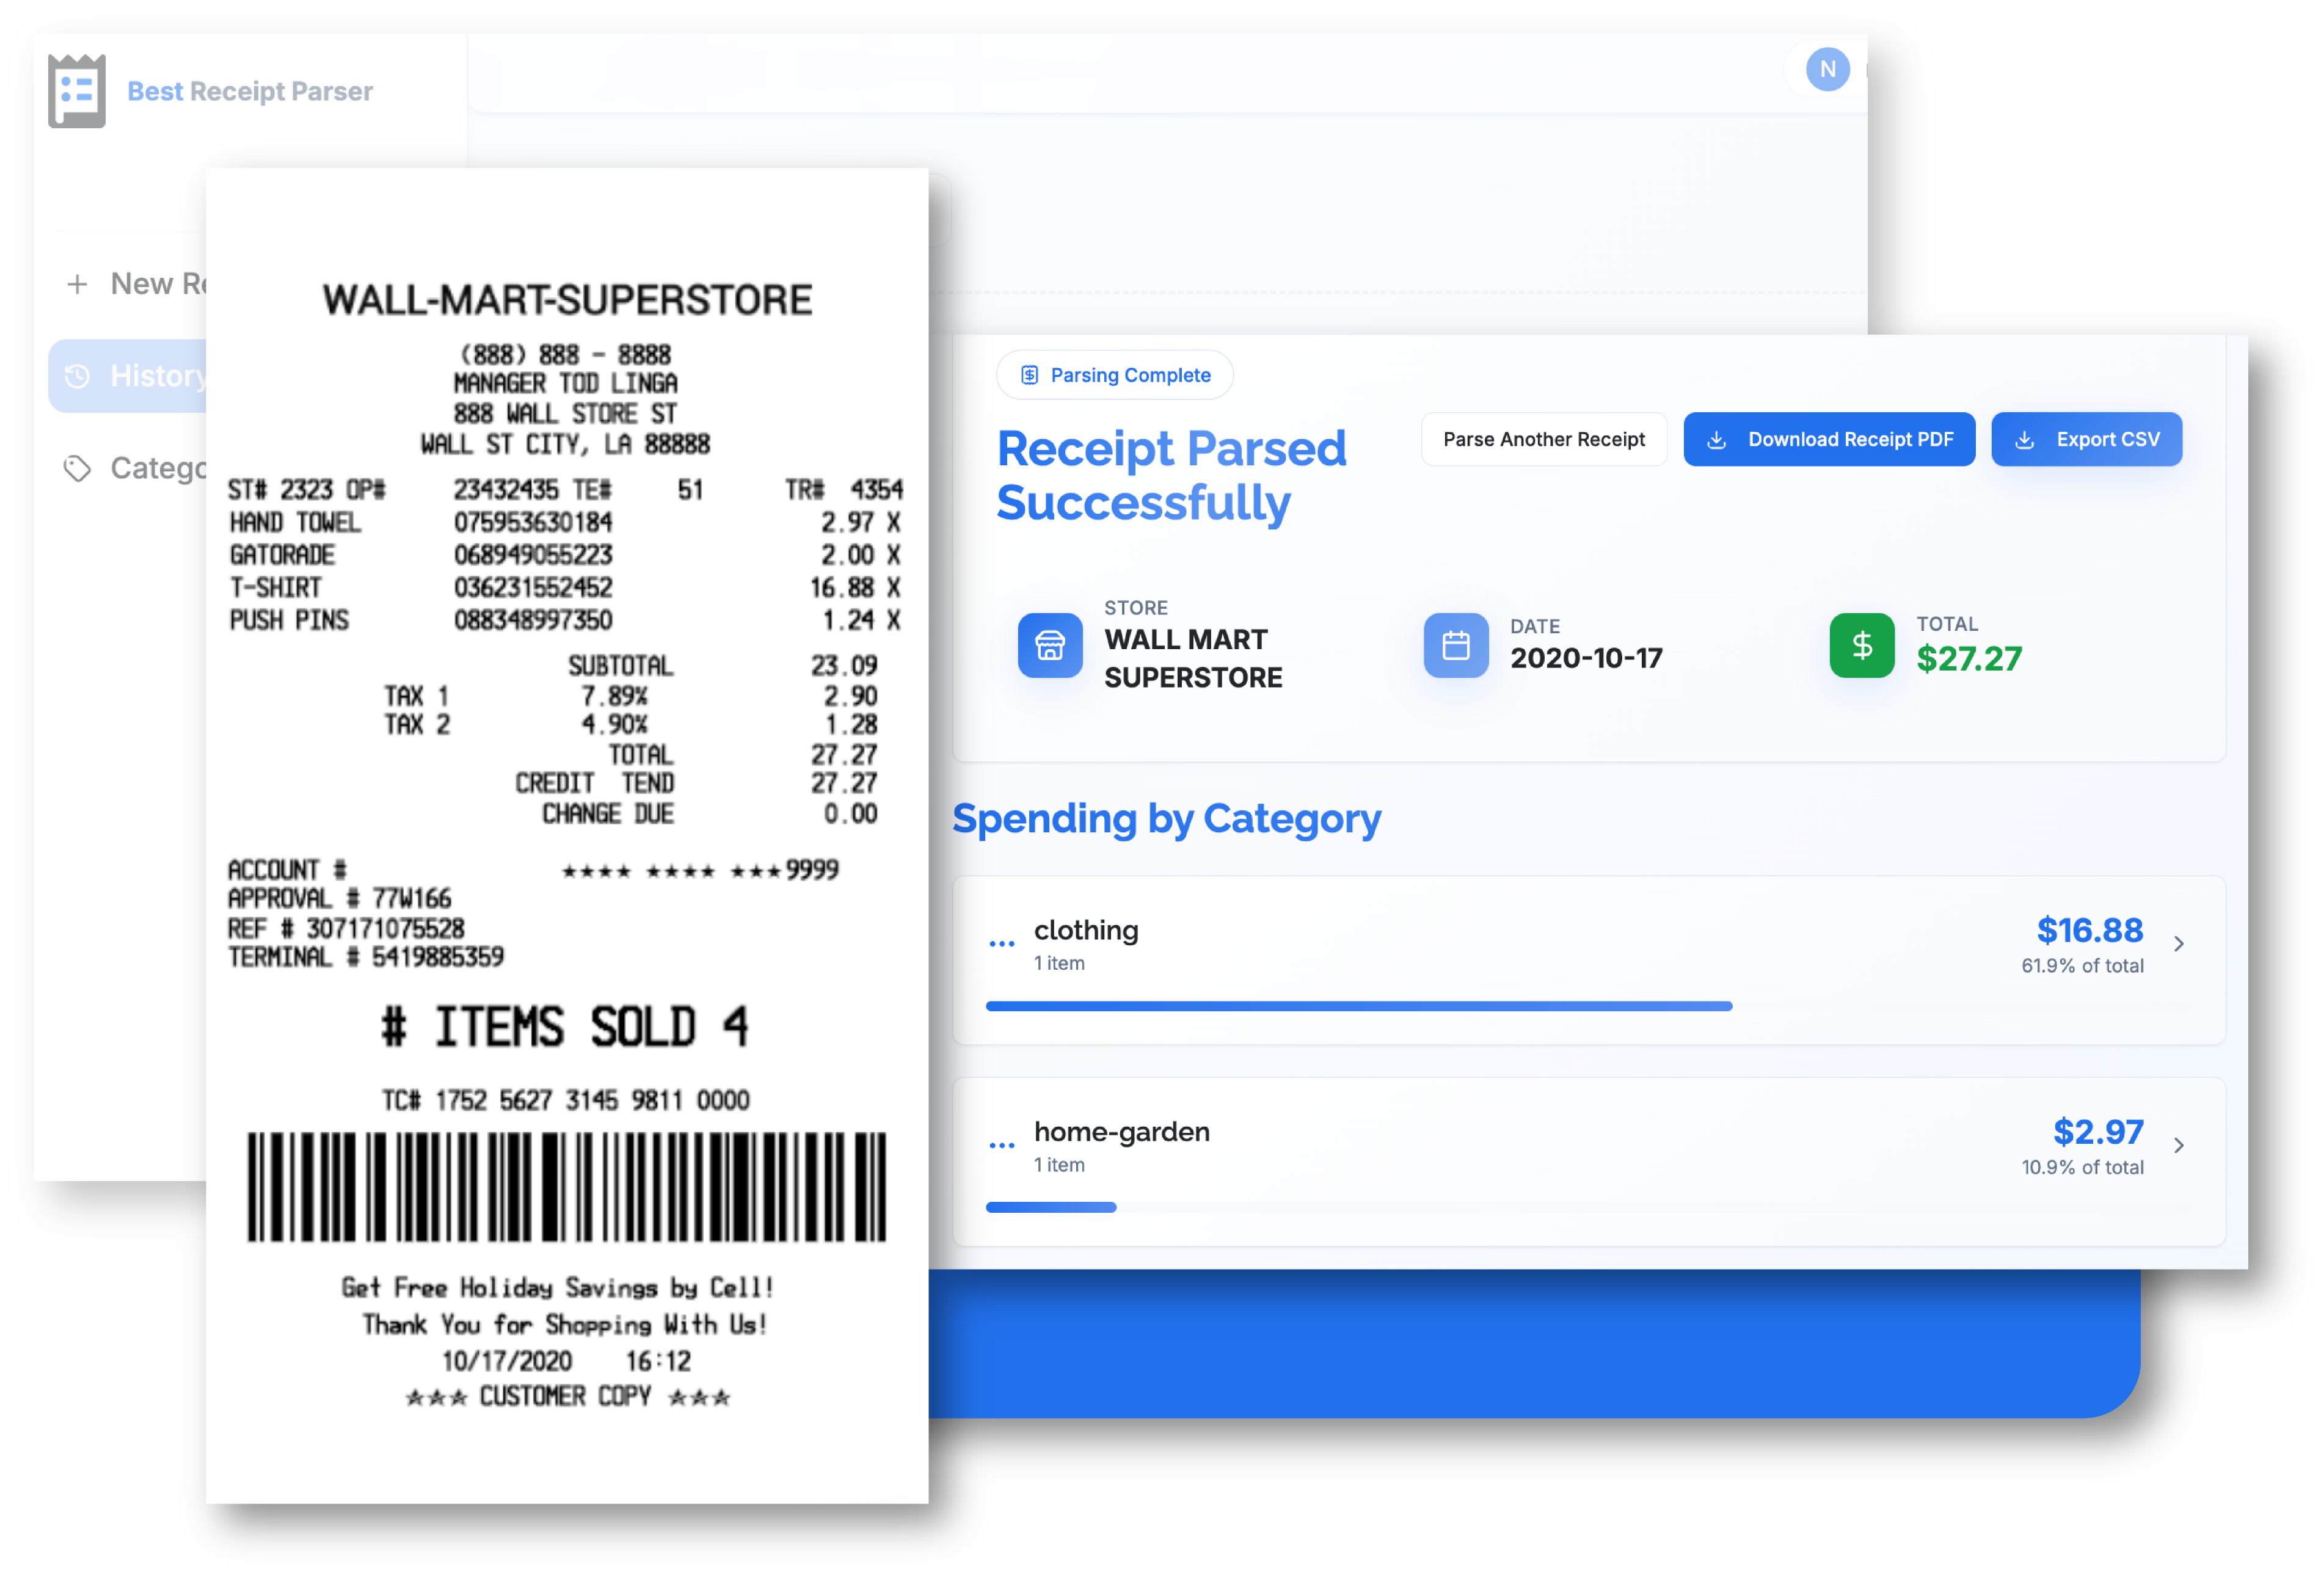 Best Receipt Parser
N
New Re
History
Catego
WALL-MART-SUPERSTORE
(888) 888 - 8888
MANAGER TOD LINGA
888 WALL STORE ST
WALL ST CITY, LA 88888
ST# 2323 OP# 23432435 TE# 51 TR# 4354
HAND TOWEL 075953630184 2.97 X
GATORADE 068949055223 2.00 X
T-SHIRT 036231552452 16.88 X
PUSH PINS 088348997350 1.24 X
SUBTOTAL 23.09
TAX 1 7.89% 2.90
TAX 2 4.90% 1.28
TOTAL 27.27
CREDIT TEND 27.27
CHANGE DUE 0.00
ACCOUNT # ★★★★ ★★★★ ★★★9999
APPROVAL # 77W166
REF # 307171075528
TERMINAL # 5419885359
# ITEMS SOLD 4
TC# 1752 5627 3145 9811 0000
Get Free Holiday Savings by Cell!
Thank You for Shopping With Us!
10/17/2020 16:12
★★★ CUSTOMER COPY ★★★
Parsing Complete
Receipt Parsed
Successfully
Parse Another Receipt
Download Receipt PDF
Export CSV
STORE
WALL MART
SUPERSTORE
DATE
2020-10-17
TOTAL
$27.27
Spending by Category
clothing
1 item
$16.88
61.9% of total
home-garden
1 item
$2.97
10.9% of total